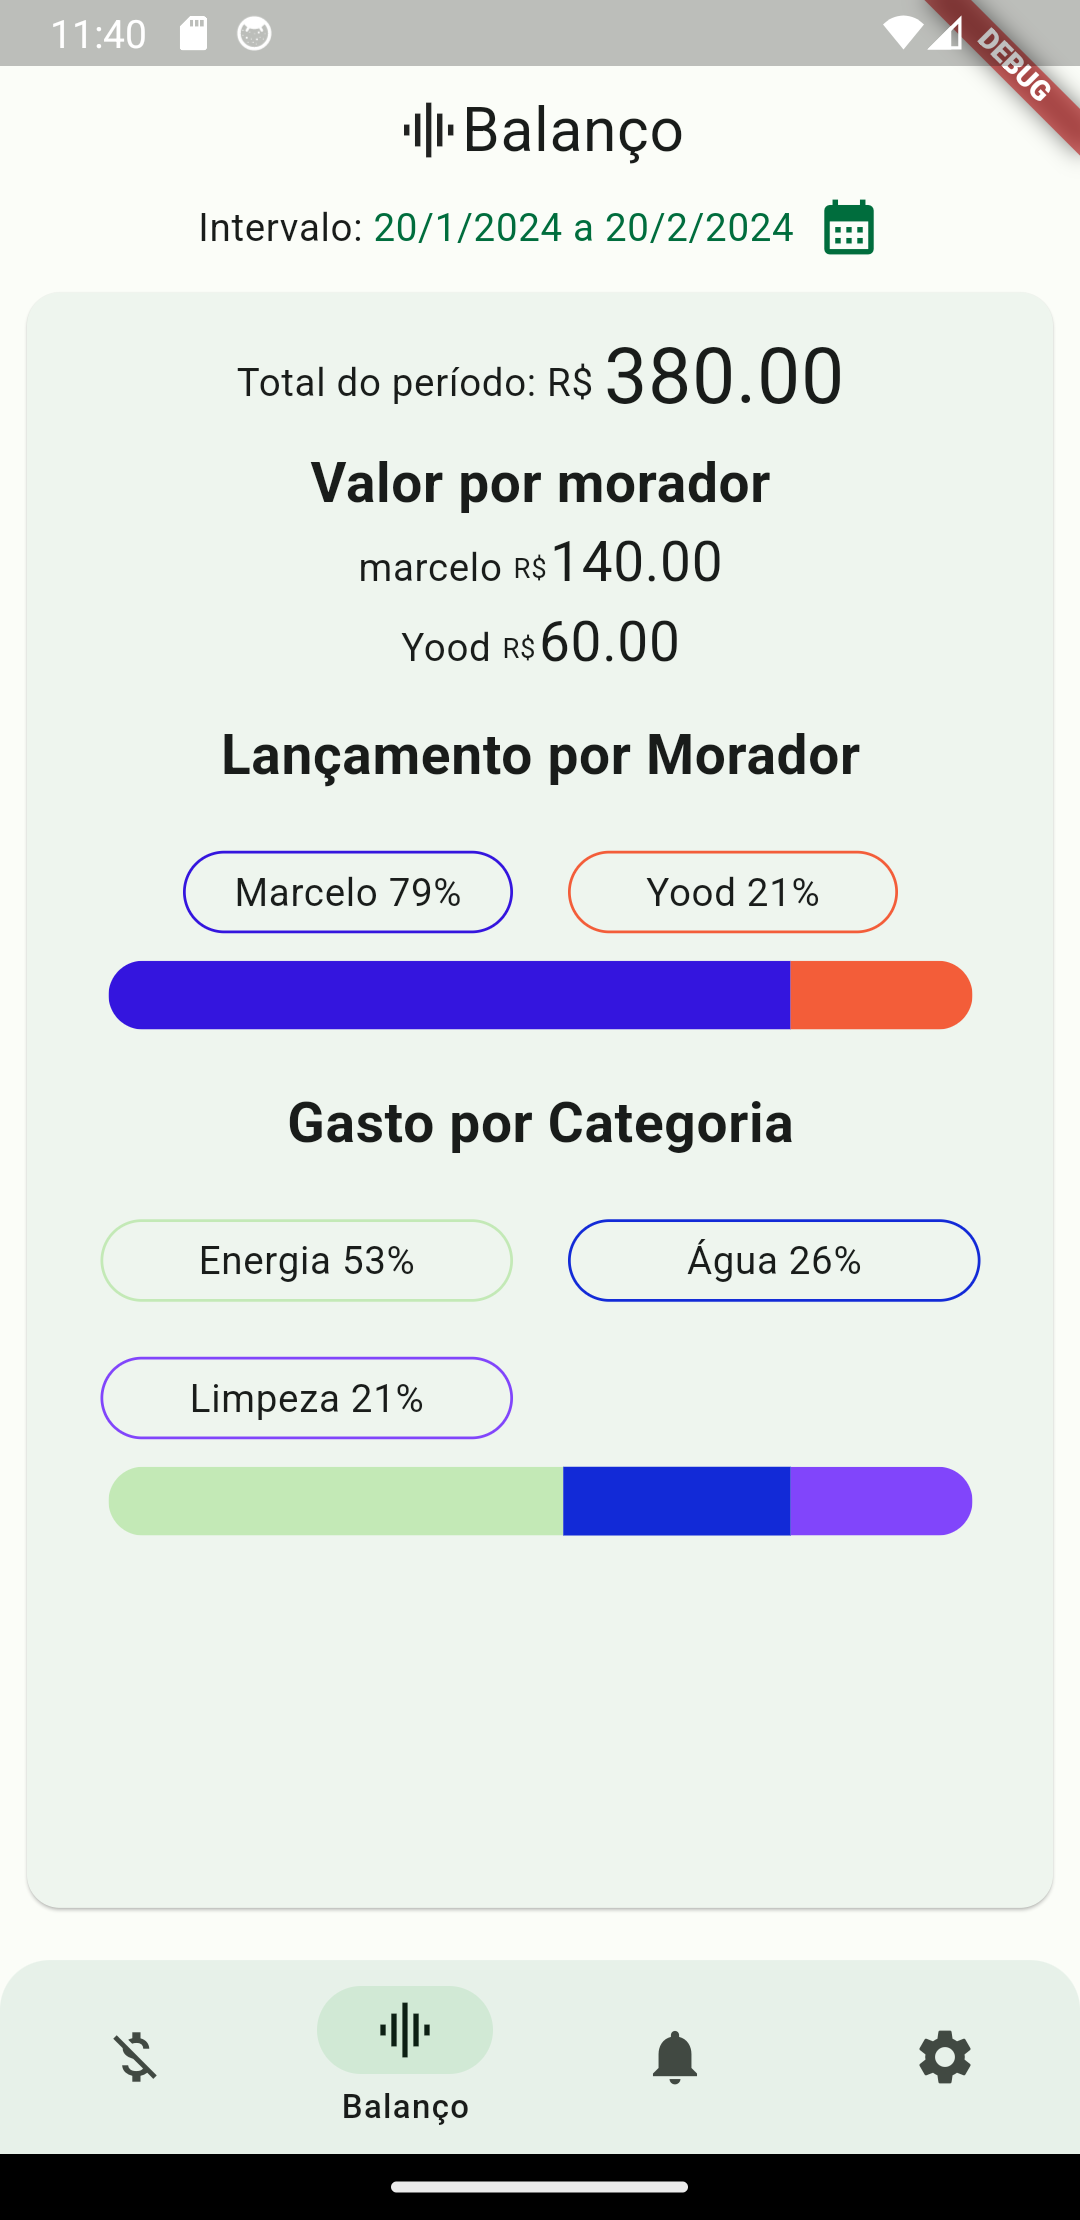 11:40
DEBUG
Balanço
Intervalo: 20/1/2024 a 20/2/2024
Total do período: R$ 380.00
Valor por morador
marcelo R$140.00
Yood R$60.00
Lançamento por Morador
Marcelo 79% Yood 21%
Gasto por Categoria
Energia 53% Água 26%
Limpeza 21%
Balanço